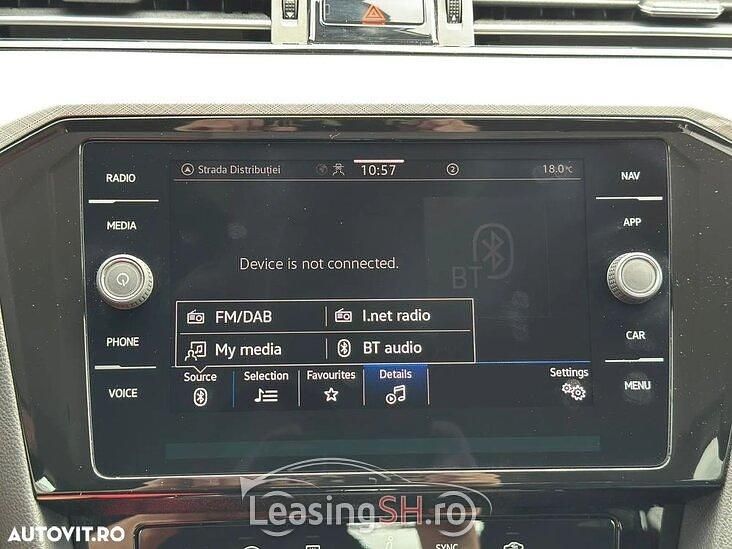 RADIO
MEDIA
PHONE
VOICE
Strada Distribuției
10:57
2
18.0°C
Device is not connected.
BT
FM/DAB
I.net radio
My media
BT audio
Source
Selection
Favourites
Details
Settings
NAV
APP
CAR
MENU
LeasingSH.ro
AUTOVIT.RO
SYNC